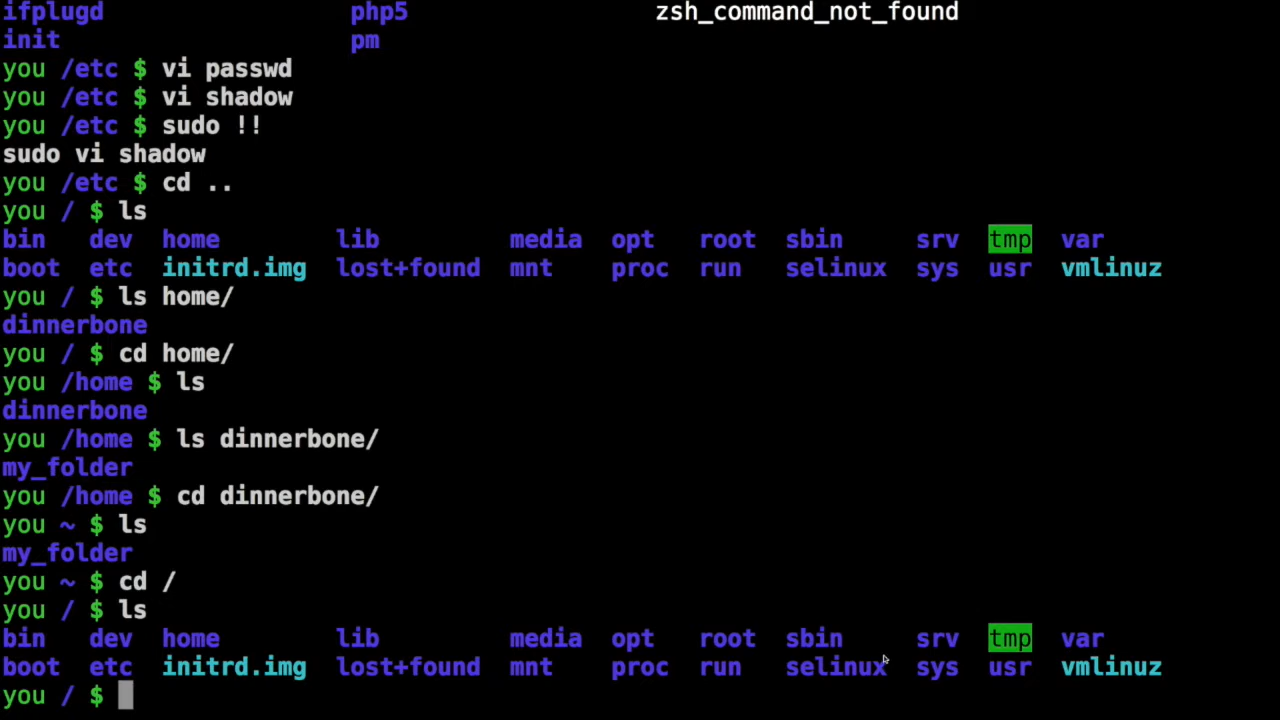 ifplugd php5 zsh_command_not_found
init pm
you /etc $ vi passwd
you /etc $ vi shadow
you /etc $ sudo !!
sudo vi shadow
you /etc $ cd ..
you / $ ls
bin dev home lib media opt root sbin srv tmp var
boot etc initrd.img lost+found mnt proc run selinux sys usr vmlinuz
you / $ ls home/
dinnerbone
you / $ cd home/
you /home $ ls
dinnerbone
you /home $ ls dinnerbone/
my_folder
you /home $ cd dinnerbone/
you ~ $ ls
my_folder
you ~ $ cd /
you / $ ls
bin dev home lib media opt root sbin srv tmp var
boot etc initrd.img lost+found mnt proc run selinux sys usr vmlinuz
you / $